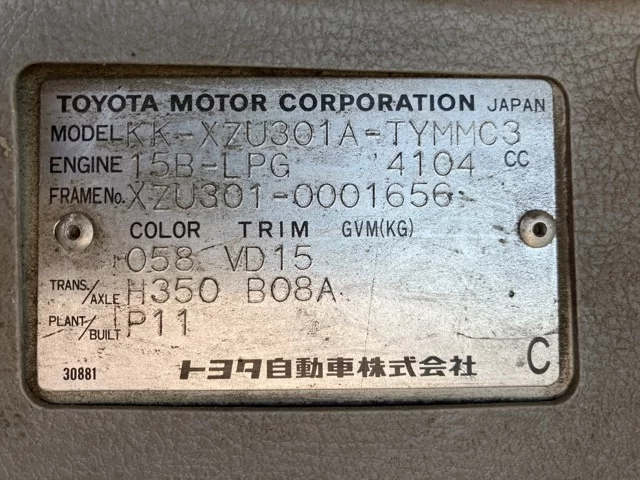 TOYOTA MOTOR CORPORATION JAPAN
MODEL KK-XZU301A-TYMMC3
ENGINE 15B-LPG 4104 CC
FRAME No. XZU301-0001656
COLOR TRIM GVM(KG)
058 VD15
TRANS./AXLE H350 B08A
PLANT/BUILT P11
30881 トヨタ自動車株式会社 C